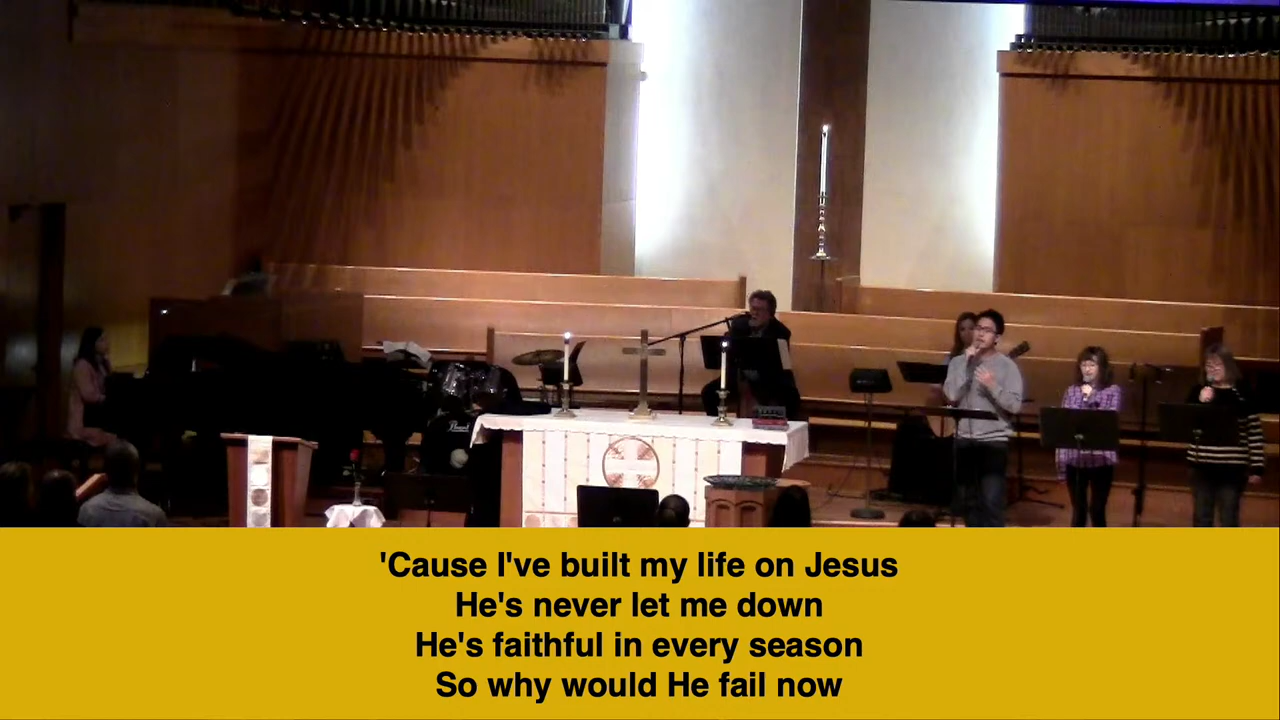 'Cause I've built my life on Jesus
He's never let me down
He's faithful in every season
So why would He fail now